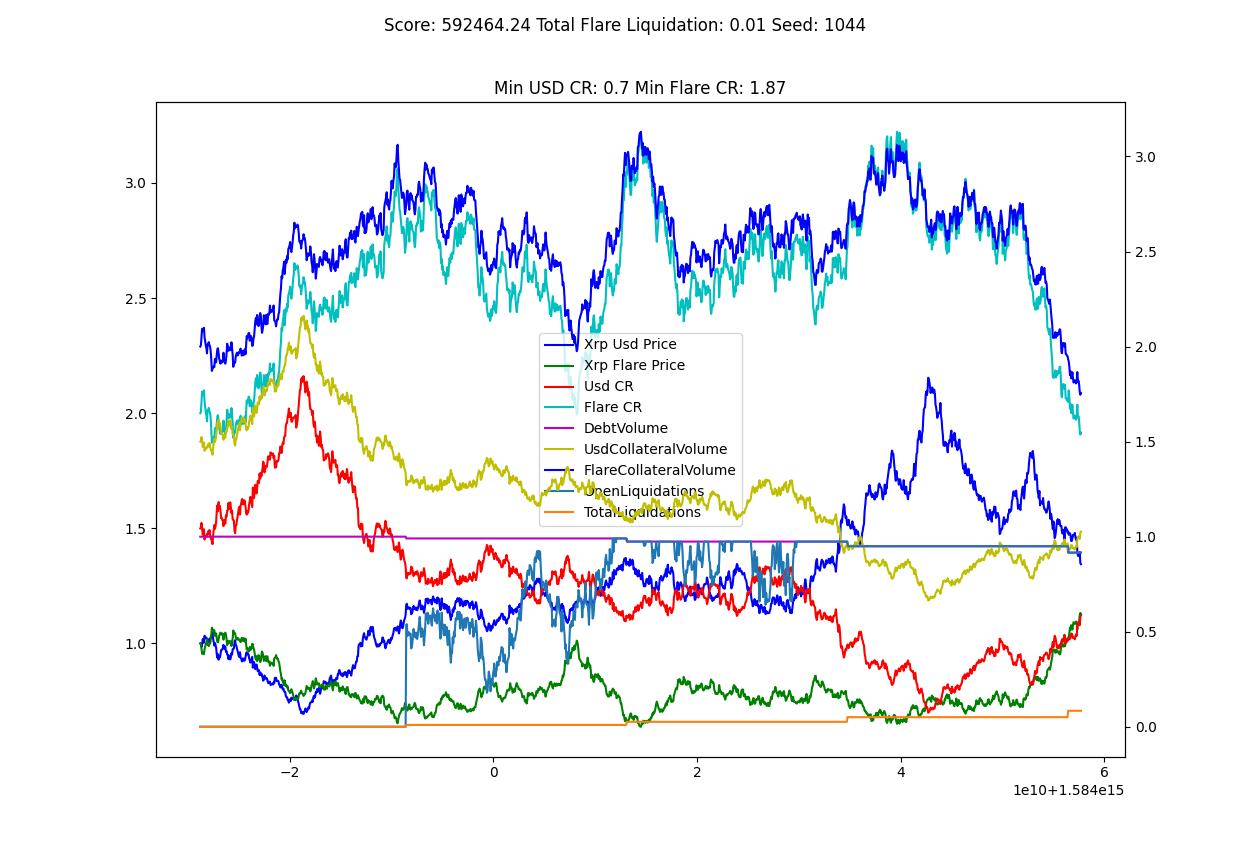 Score: 592464.24 Total Flare Liquidation: 0.01 Seed: 1044
Min USD CR: 0.7 Min Flare CR: 1.87
3.0
2.5
2.0
1.5
1.0
3.0
2.5
2.0
1.5
1.0
0.5
0.0
Xrp Usd Price
Xrp Flare Price
Usd CR
Flare CR
DebtVolume
UsdCollateralVolume
FlareCollateralVolume
OpenLiquidations
TotalLiquidations
−2 0 2 4 6
1e10+1.584e15